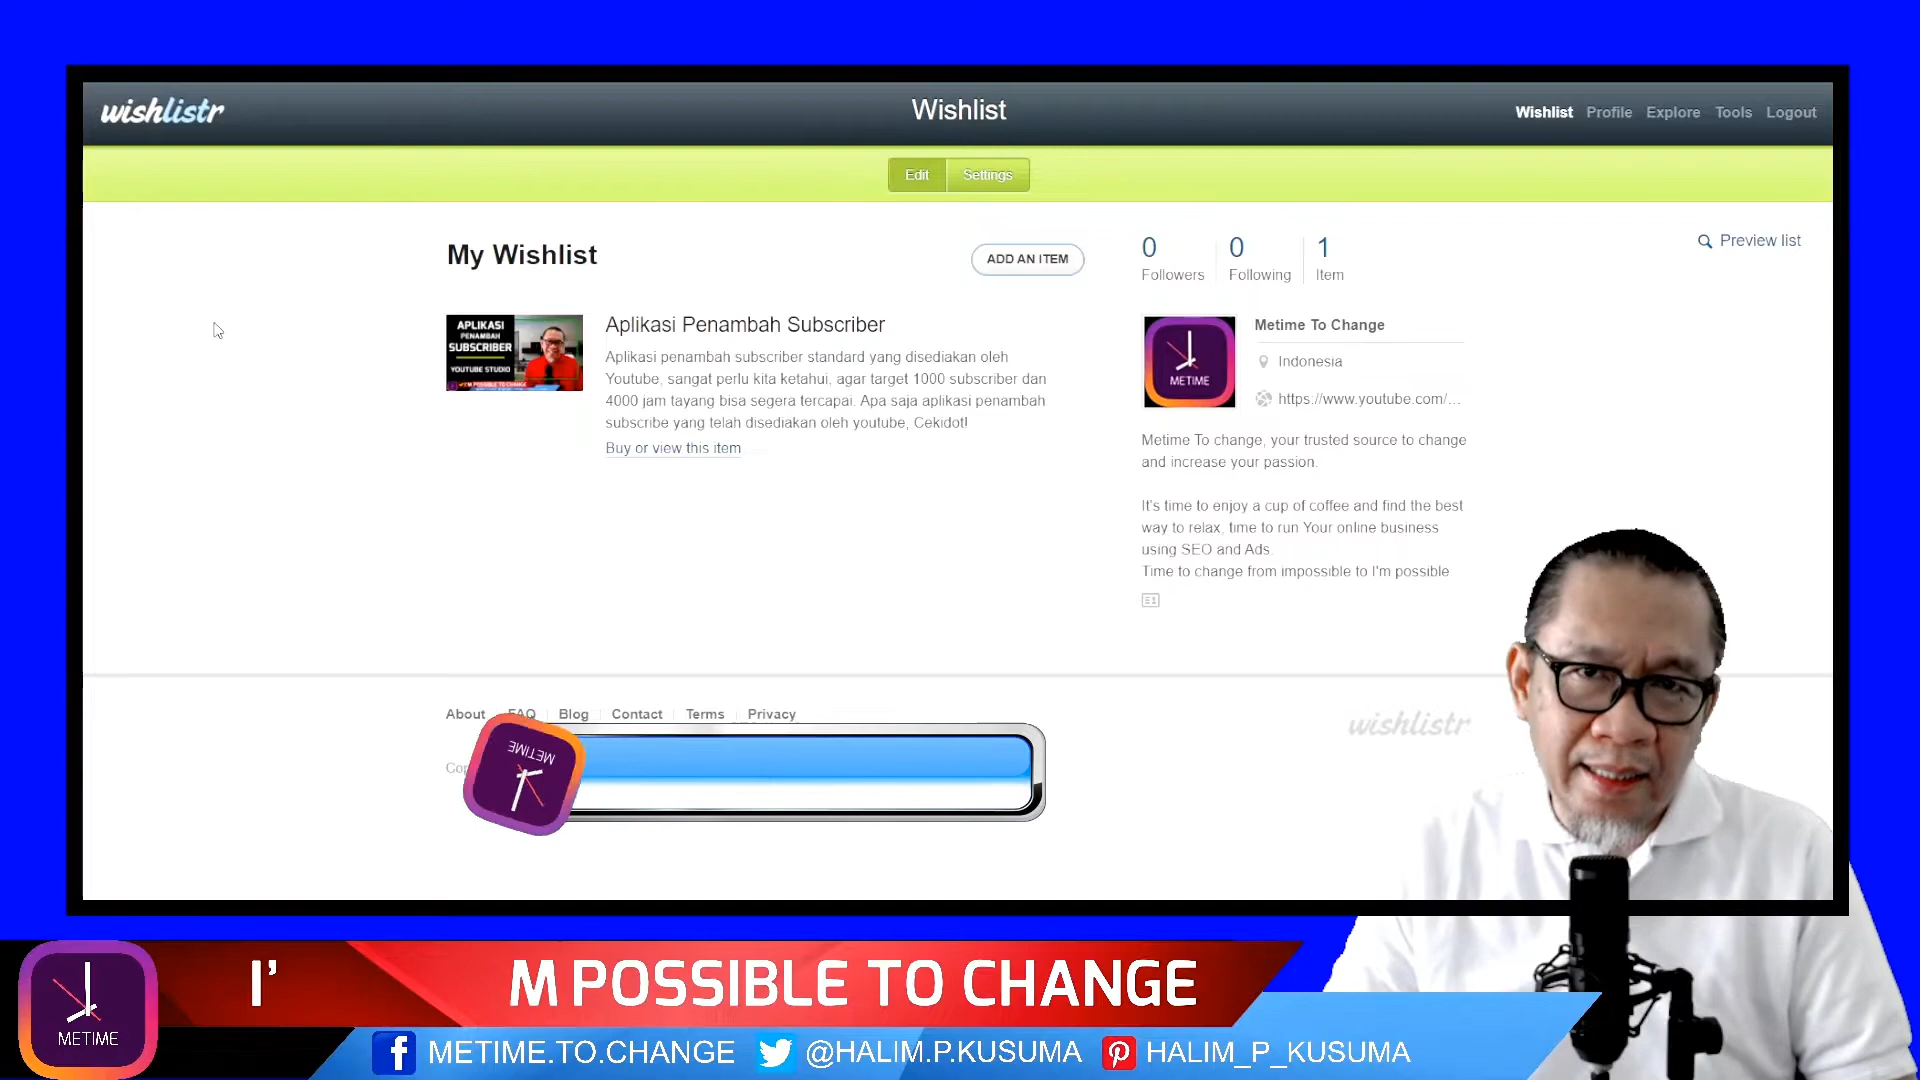 wishlistr
Wishlist
Wishlist Profile Explore Tools Logout
Edit Settings
My Wishlist
ADD AN ITEM
0 Followers
0 Following
1 Item
Preview list
APLIKASI
PENAMBAH
SUBSCRIBER
YOUTUBE STUDIO
I'M POSSIBLE TO CHANGE
Aplikasi Penambah Subscriber
Aplikasi penambah subscriber standard yang disediakan oleh
Youtube, sangat perlu kita ketahui, agar target 1000 subscriber dan
4000 jam tayang bisa segera tercapai. Apa saja aplikasi penambah
subscribe yang telah disediakan oleh youtube, Cekidot!
Buy or view this item
METIME
Metime To Change
Indonesia
https://www.youtube.com/...
Metime To change, your trusted source to change
and increase your passion.
It's time to enjoy a cup of coffee and find the best
way to relax, time to run Your online business
using SEO and Ads.
Time to change from impossible to I'm possible
About FAQ Blog Contact Terms Privacy
wishlistr
METIME
METIME
I’M POSSIBLE TO CHANGE
METIME.TO.CHANGE @HALIM.P.KUSUMA HALIM_P_KUSUMA